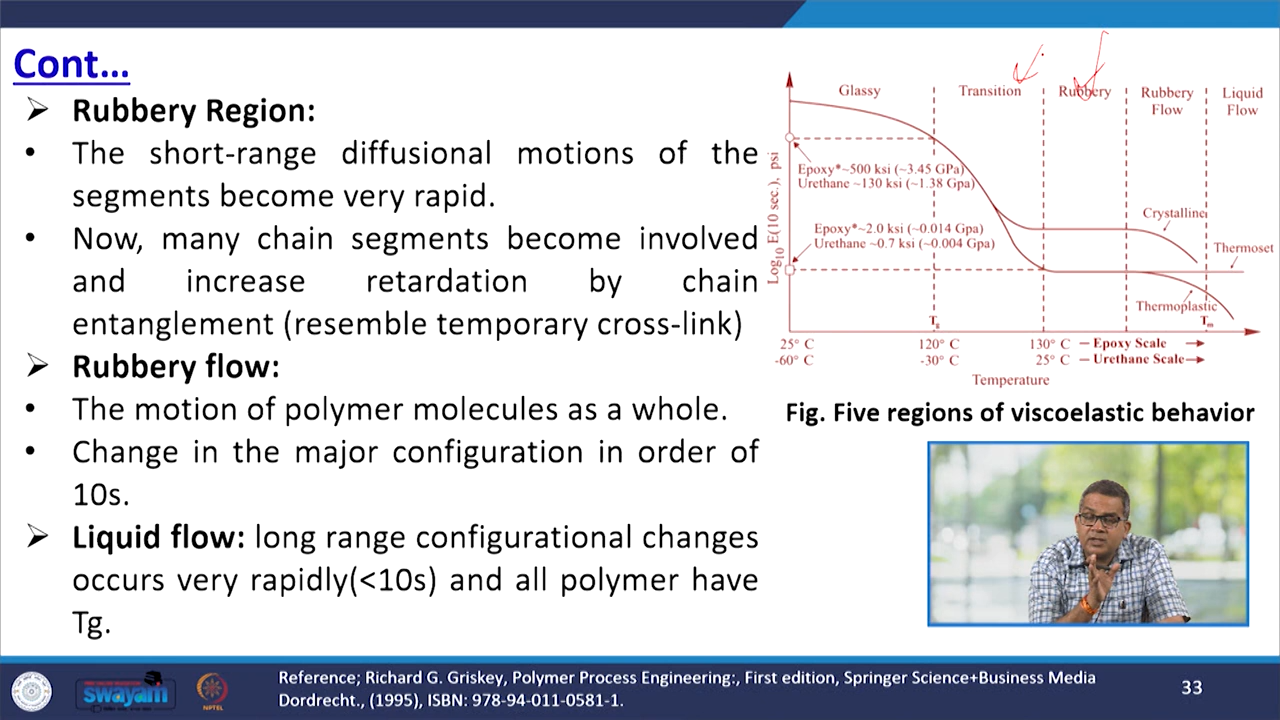 Cont...
➢ Rubbery Region:
• The short-range diffusional motions of the
segments become very rapid.
• Now, many chain segments become involved
and increase retardation by chain
entanglement (resemble temporary cross-link)
➢ Rubbery flow:
• The motion of polymer molecules as a whole.
• Change in the major configuration in order of
10s.
➢ Liquid flow: long range configurational changes
occurs very rapidly(<10s) and all polymer have
Tg.
Glassy Transition Rubbery Rubbery Flow Liquid Flow
Log10 E(10 sec.), psi
Epoxy*~500 ksi (~3.45 GPa)
Urethane ~130 ksi (~1.38 Gpa)
Epoxy*~2.0 ksi (~0.014 GPa)
Urethane ~0.7 ksi (~0.004 GPa)
Crystalline
Thermoset
Thermoplastic
Tg Tm
25° C 120° C 130° C – Epoxy Scale
-60° C -30° C 25° C – Urethane Scale
Temperature
Fig. Five regions of viscoelastic behavior
swayam
NPTEL
Reference; Richard G. Griskey, Polymer Process Engineering:, First edition, Springer Science+Business Media
Dordrecht., (1995), ISBN: 978-94-011-0581-1.
33